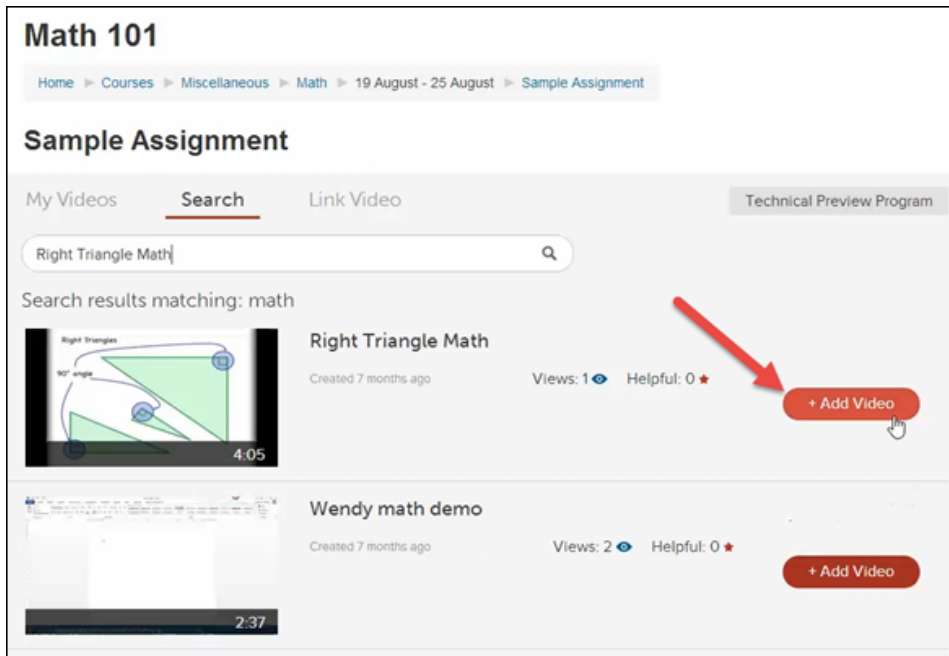 Math 101
Home ▶ Courses ▶ Miscellaneous ▶ Math ▶ 19 August - 25 August ▶ Sample Assignment
Sample Assignment
My Videos Search Link Video Technical Preview Program
Right Triangle Math
Search results matching: math
Right Triangles
90° angle
4:05
Right Triangle Math
Created 7 months ago Views: 1 Helpful: 0
+ Add Video
2:37
Wendy math demo
Created 7 months ago Views: 2 Helpful: 0
+ Add Video